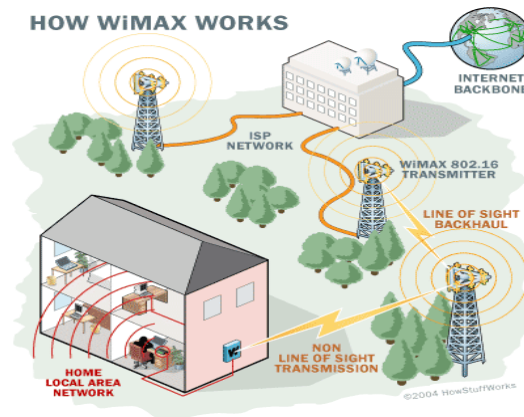 HOW WiMAX WORKS
INTERNET
BACKBONE
ISP
NETWORK
WiMAX 802.16
TRANSMITTER
LINE OF SIGHT
BACKHAUL
NON
LINE OF SIGHT
TRANSMISSION
HOME
LOCAL AREA
NETWORK
©2004 HowStuffWorks